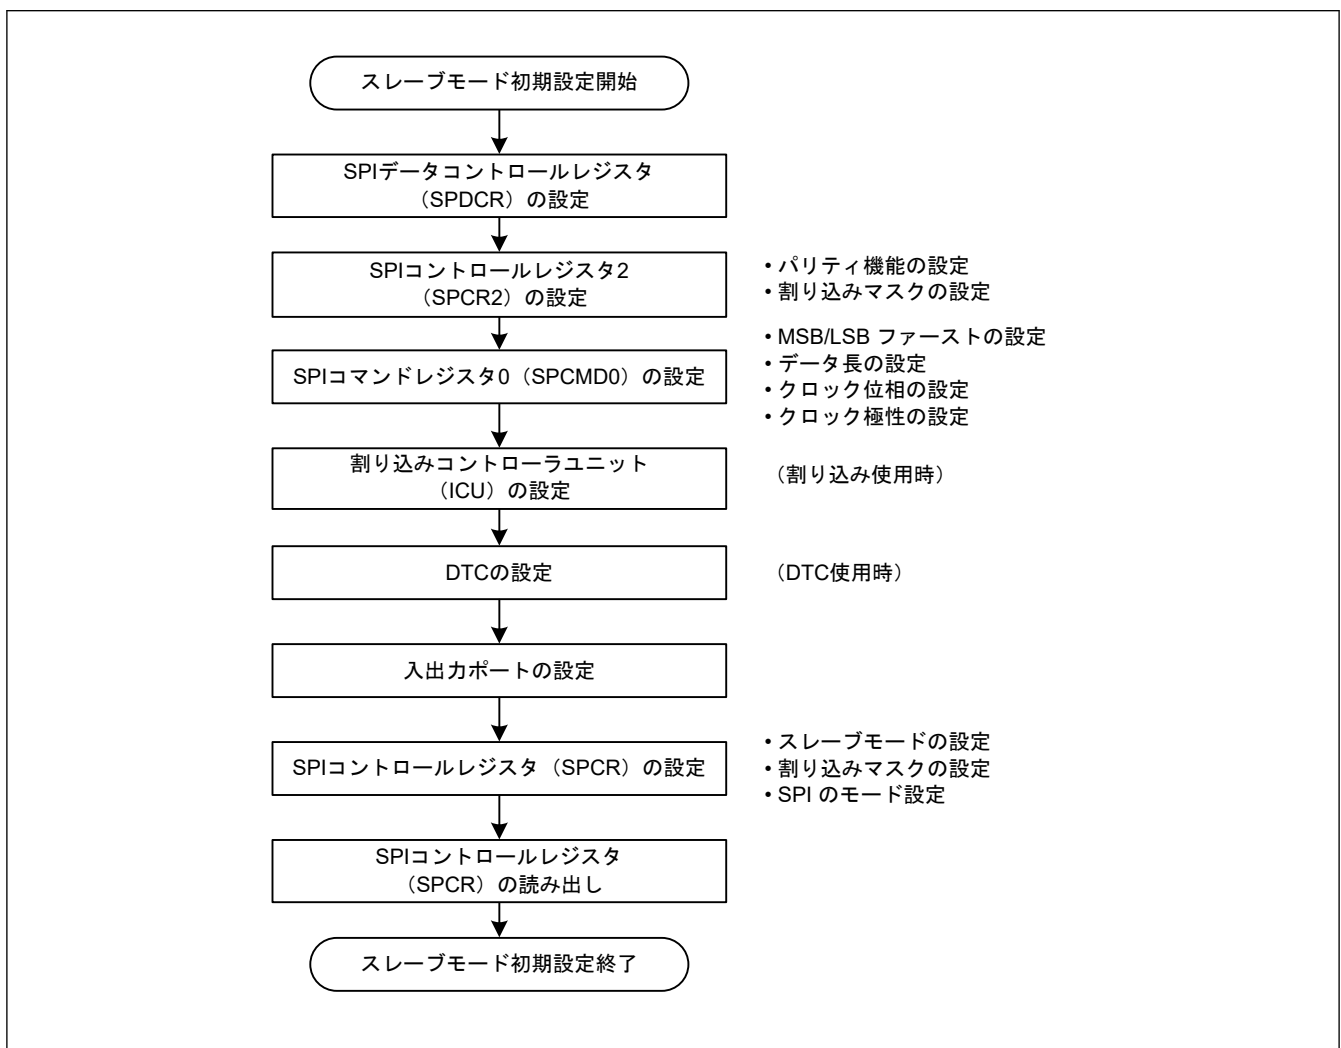 スレーブモード初期設定開始
SPIデータコントロールレジスタ
（SPDCR）の設定
SPIコントロールレジスタ2
（SPCR2）の設定
• パリティ機能の設定
• 割り込みマスクの設定
SPIコマンドレジスタ0（SPCMD0）の設定
• MSB/LSB ファーストの設定
• データ長の設定
• クロック位相の設定
• クロック極性の設定
割り込みコントローラユニット
（ICU）の設定
（割り込み使用時）
DTCの設定
（DTC使用時）
入出力ポートの設定
SPIコントロールレジスタ（SPCR）の設定
• スレーブモードの設定
• 割り込みマスクの設定
• SPI のモード設定
SPIコントロールレジスタ
（SPCR）の読み出し
スレーブモード初期設定終了